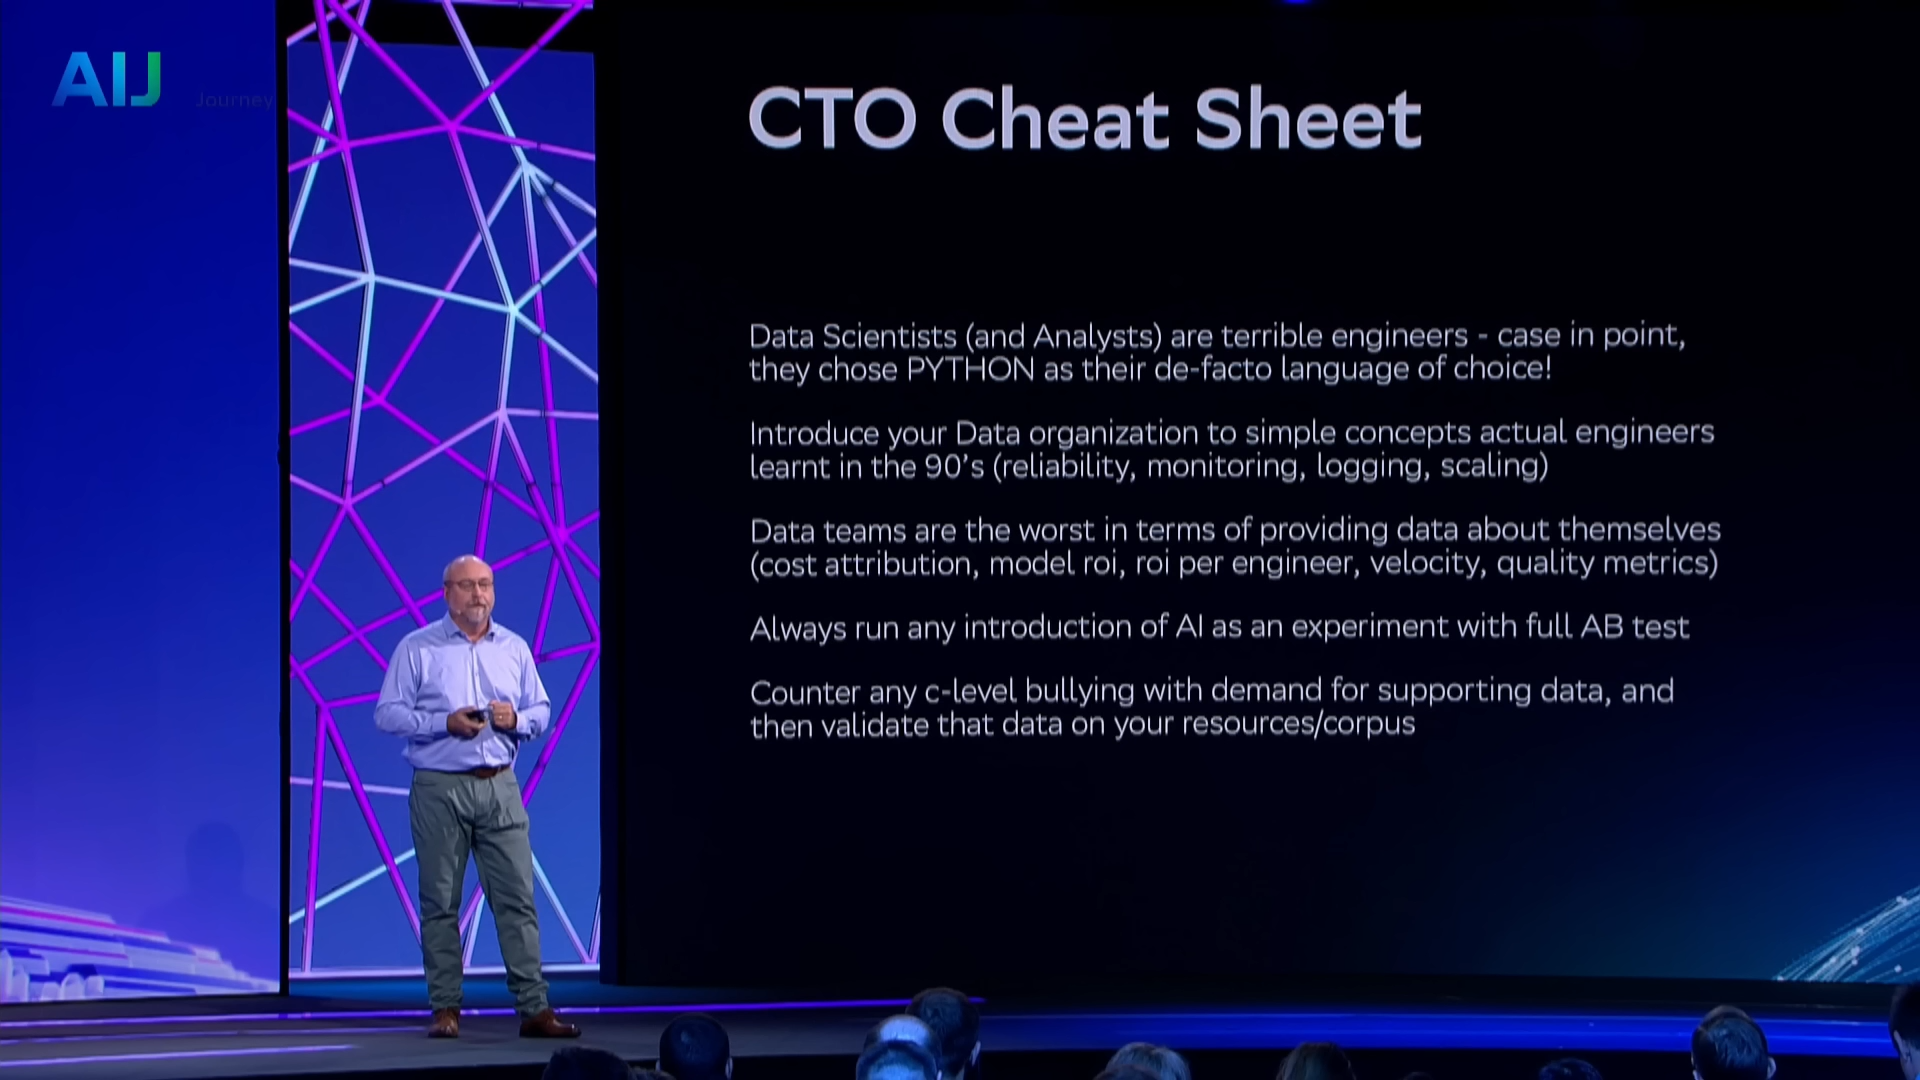 AIJ
Journey
CTO Cheat Sheet
Data Scientists (and Analysts) are terrible engineers - case in point,
they chose PYTHON as their de-facto language of choice!
Introduce your Data organization to simple concepts actual engineers
learnt in the 90's (reliability, monitoring, logging, scaling)
Data teams are the worst in terms of providing data about themselves
(cost attribution, model roi, roi per engineer, velocity, quality metrics)
Always run any introduction of AI as an experiment with full AB test
Counter any c-level bullying with demand for supporting data, and
then validate that data on your resources/corpus